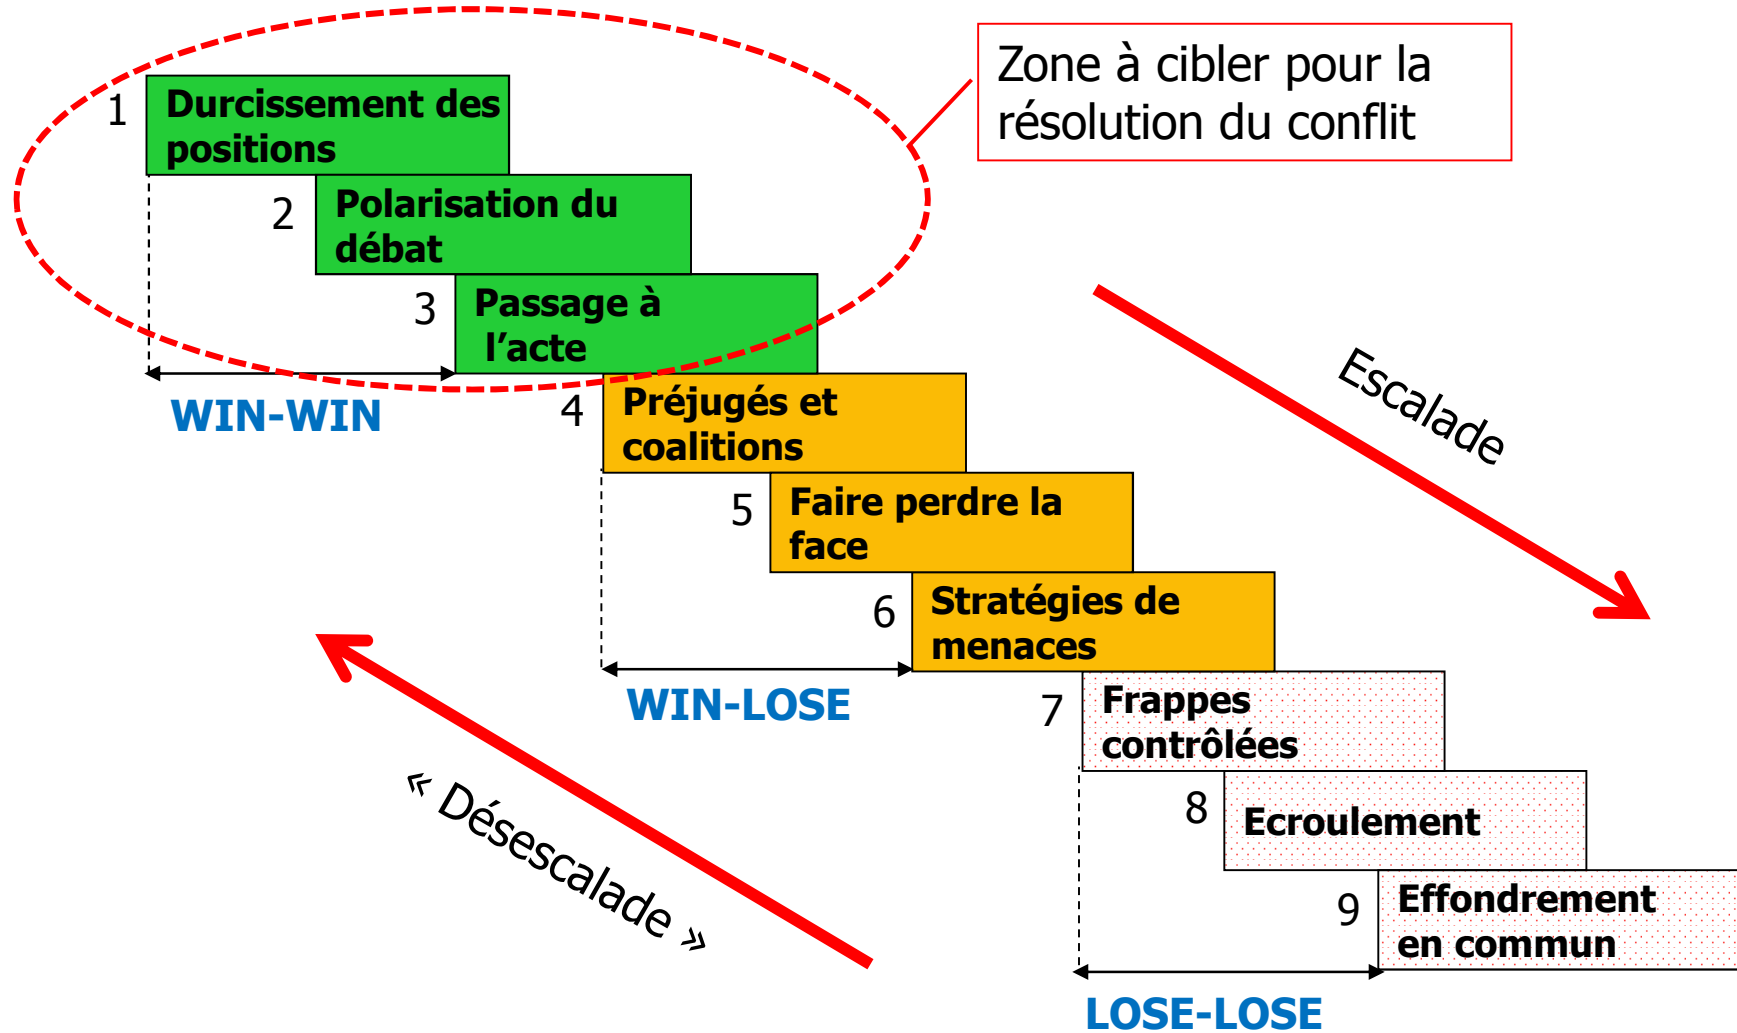 Zone à cibler pour la
résolution du conflit
1
Durcissement des
positions
2
Polarisation du
débat
3
Passage à
l’acte
WIN-WIN
4
Préjugés et
coalitions
Escalade
5
Faire perdre la
face
6
Stratégies de
menaces
WIN-LOSE
7
Frappes
contrôlées
« Désescalade »
8
Ecroulement
9
Effondrement
en commun
LOSE-LOSE